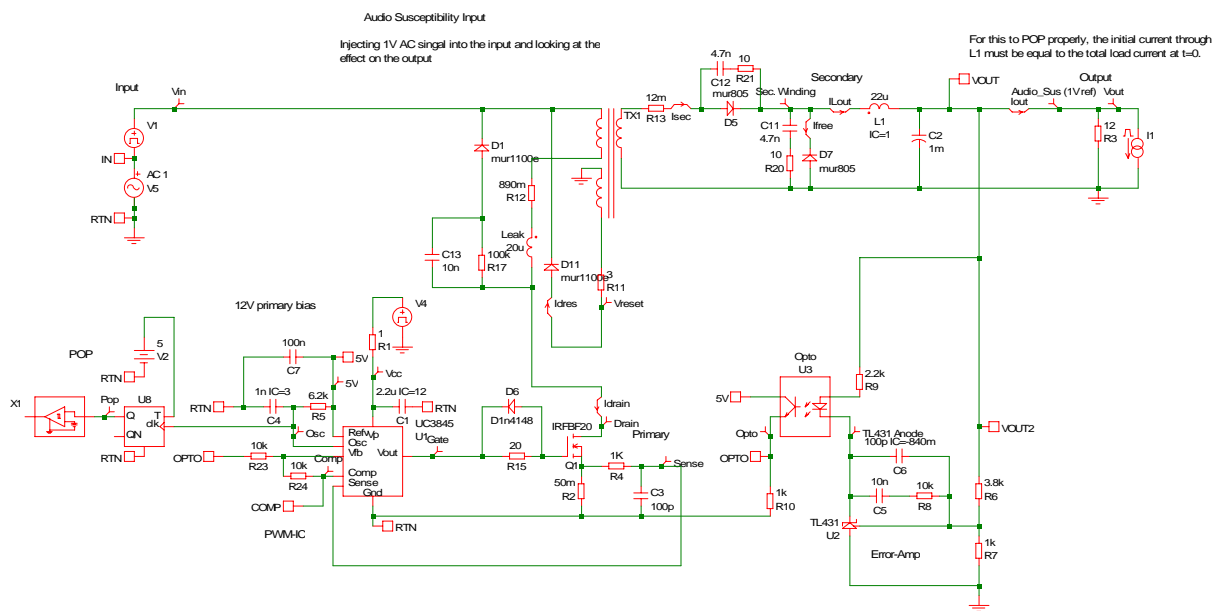 Audio Susceptibility Input
Injecting 1V AC singal into the input and looking at the
effect on the output
For this to POP properly, the initial current through
L1 must be equal to the total load current at t=0.
Input
Vin
V1
IN
AC 1
V5
RTN
D1
mur1100e
890m
R12
Leak
20u
C13
10n
100k
R17
D11
mur1100e
Idres
3
R11
Vreset
TX1
12m
R13
Isec
4.7n
C12
10
R21
mur805
D5
Sec. Winding
C11
4.7n
10
R20
Secondary
ILout
Ifree
D7
mur805
22u
L1
IC=1
C2
1m
VOUT
Audio_Sus (1V ref)
Iout
Output
Vout
12
R3
I1
12V primary bias
POP
5
V2
RTN
X1
Pop
U8
Q
QN
T
clk
RTN
100n
C7
5V
5V
RTN
1n IC=3
C4
6.2k
R5
Osc
1
R1
V4
Vcc
2.2u IC=12
C1
RTN
UC3845
U1
Ref
Vp
Osc
Vfb
Vout
Comp
Sense
Gnd
OPTO
10k
R23
10k
R24
Comp
COMP
PWM-IC
RTN
Gate
D6
D1n4148
20
R15
IRFBF20
Q1
Idrain
Drain
Primary
1K
R4
Sense
50m
R2
C3
100p
Opto
U3
5V
Opto
OPTO
1k
R10
2.2k
R9
TL431 Anode
100p IC=-840m
C6
10n
C5
10k
R8
TL431
U2
Error-Amp
VOUT2
3.8k
R6
1k
R7